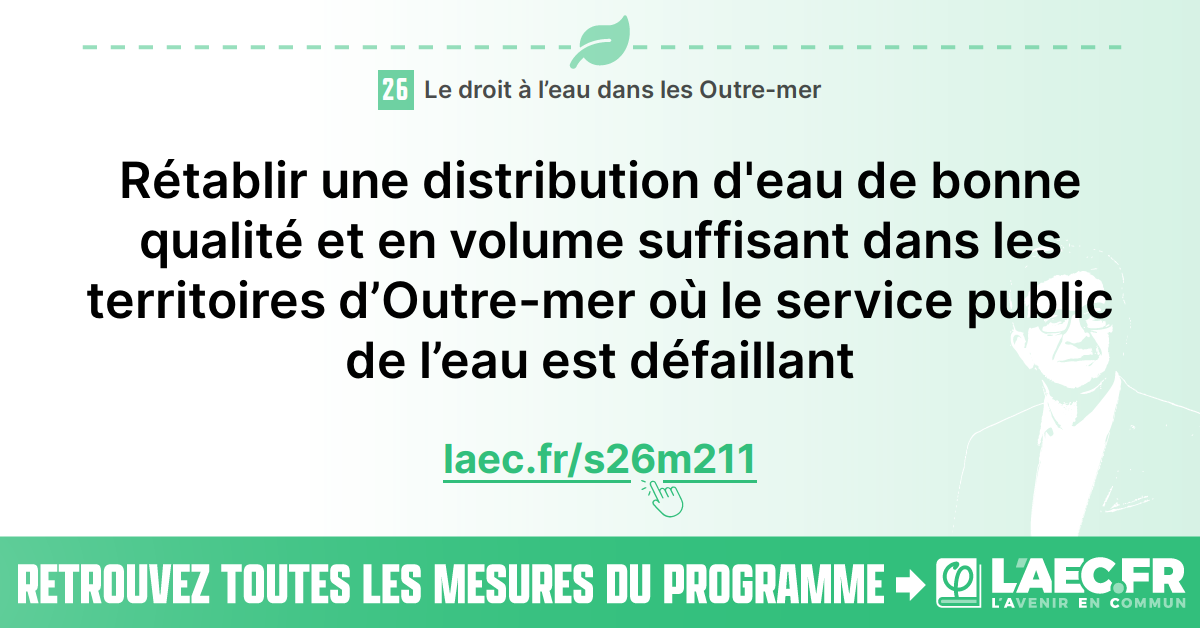 26 Le droit à l’eau dans les Outre-mer
Rétablir une distribution d'eau de bonne
qualité et en volume suffisant dans les
territoires d’Outre-mer où le service public
de l’eau est défaillant
laec.fr/s26m211
RETROUVEZ TOUTES LES MESURES DU PROGRAMME
φ L'AEC.FR
L'AVENIR EN COMMUN